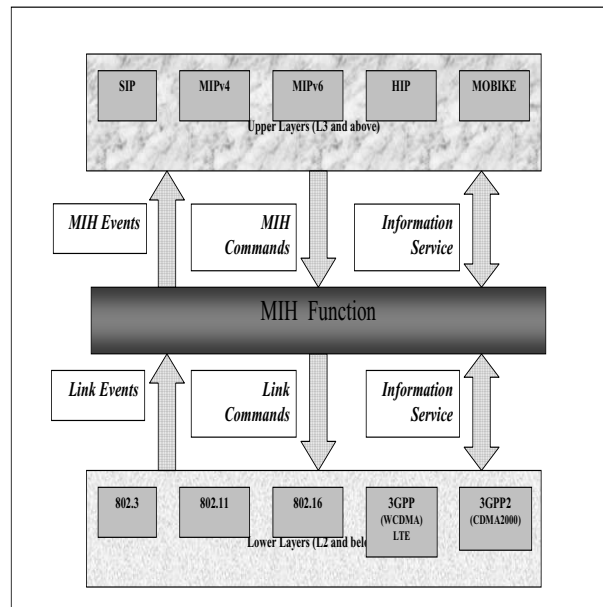 SIP MIPv4 MIPv6 HIP MOBIKE
Upper Layers (L3 and above)
MIH Events
MIH
Commands
Information
Service
MIH Function
Link Events
Link
Commands
Information
Service
802.3 802.11 802.16 3GPP 3GPP2
(WCDMA) (CDMA2000)
LTE
Lower Layers (L2 and belo